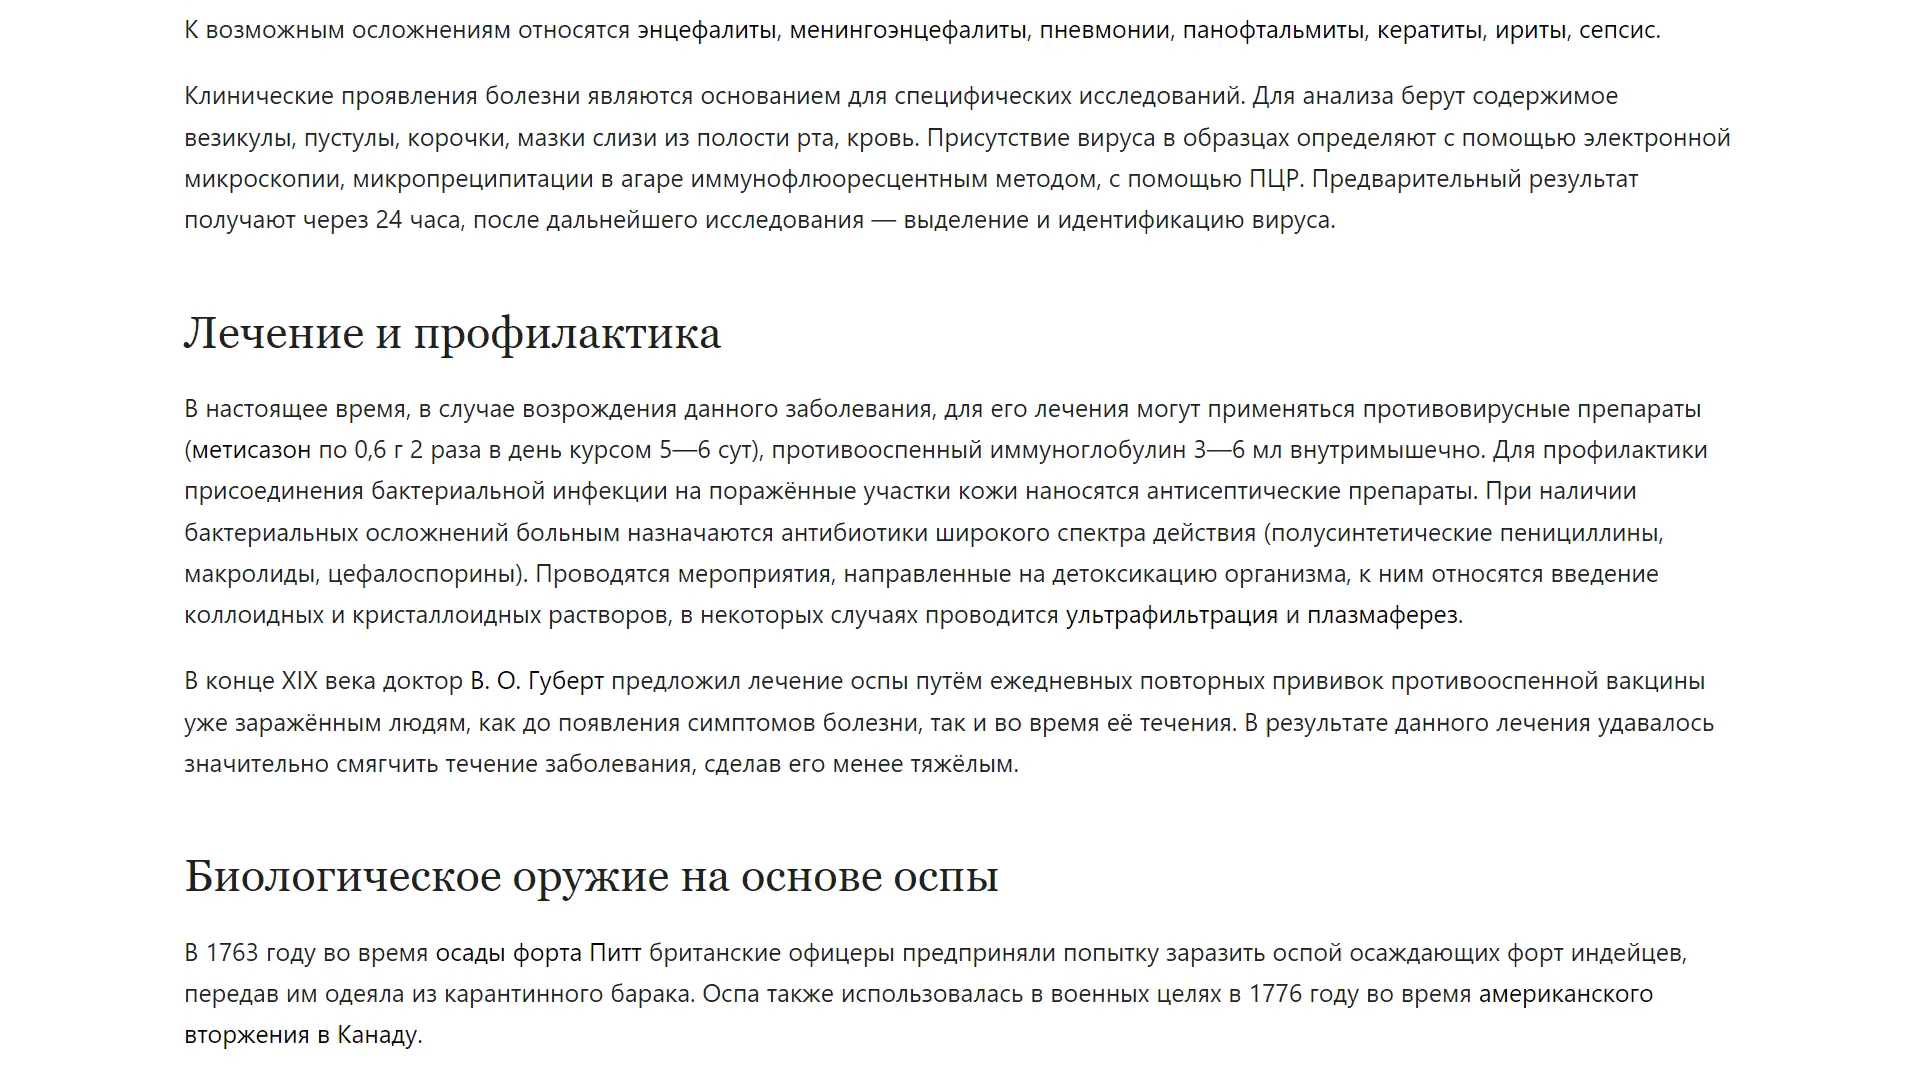 К возможным осложнениям относятся энцефалиты, менингоэнцефалиты, пневмонии, панофтальмиты, кератиты, ириты, сепсис.
Клинические проявления болезни являются основанием для специфических исследований. Для анализа берут содержимое
везикулы, пустулы, корочки, мазки слизи из полости рта, кровь. Присутствие вируса в образцах определяют с помощью электронной
микроскопии, микропреципитации в агаре иммунофлюоресцентным методом, с помощью ПЦР. Предварительный результат
получают через 24 часа, после дальнейшего исследования — выделение и идентификацию вируса.
Лечение и профилактика
В настоящее время, в случае возрождения данного заболевания, для его лечения могут применяться противовирусные препараты
(метисазон по 0,6 г 2 раза в день курсом 5—6 сут), противооспенный иммуноглобулин 3—6 мл внутримышечно. Для профилактики
присоединения бактериальной инфекции на поражённые участки кожи наносятся антисептические препараты. При наличии
бактериальных осложнений больным назначаются антибиотики широкого спектра действия (полусинтетические пенициллины,
макролиды, цефалоспорины). Проводятся мероприятия, направленные на детоксикацию организма, к ним относятся введение
коллоидных и кристаллоидных растворов, в некоторых случаях проводится ультрафильтрация и плазмаферез.
В конце XIX века доктор В. О. Губерт предложил лечение оспы путём ежедневных повторных прививок противооспенной вакцины
уже заражённым людям, как до появления симптомов болезни, так и во время её течения. В результате данного лечения удавалось
значительно смягчить течение заболевания, сделав его менее тяжёлым.
Биологическое оружие на основе оспы
В 1763 году во время осады форта Питт британские офицеры предприняли попытку заразить оспой осаждающих форт индейцев,
передав им одеяла из карантинного барака. Оспа также использовалась в военных целях в 1776 году во время американского
вторжения в Канаду.